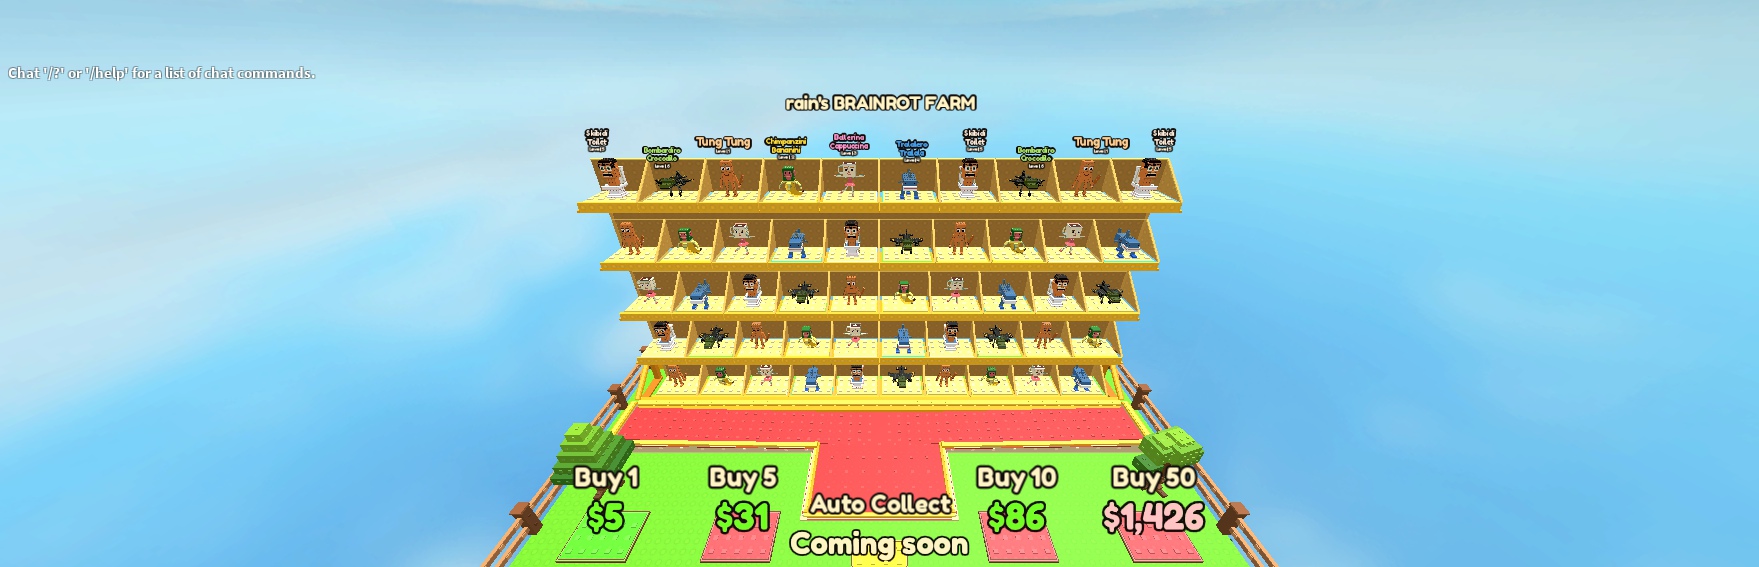 Chat '/?' or '/help' for a list of chat commands.
rain's BRAINROT FARM
Skibidi
Toilet
Bombardiro
Crocodilo
Tung Tung
Chimpanzini
Bananini
Ballerina
Cappuccina
Tralalero
Tralala
Skibidi
Toilet
Bombardiro
Crocodilo
Tung Tung
Skibidi
Toilet
Buy 1
$5
Buy 5
$31
Auto Collect
Coming soon
Buy 10
$86
Buy 50
$1,426